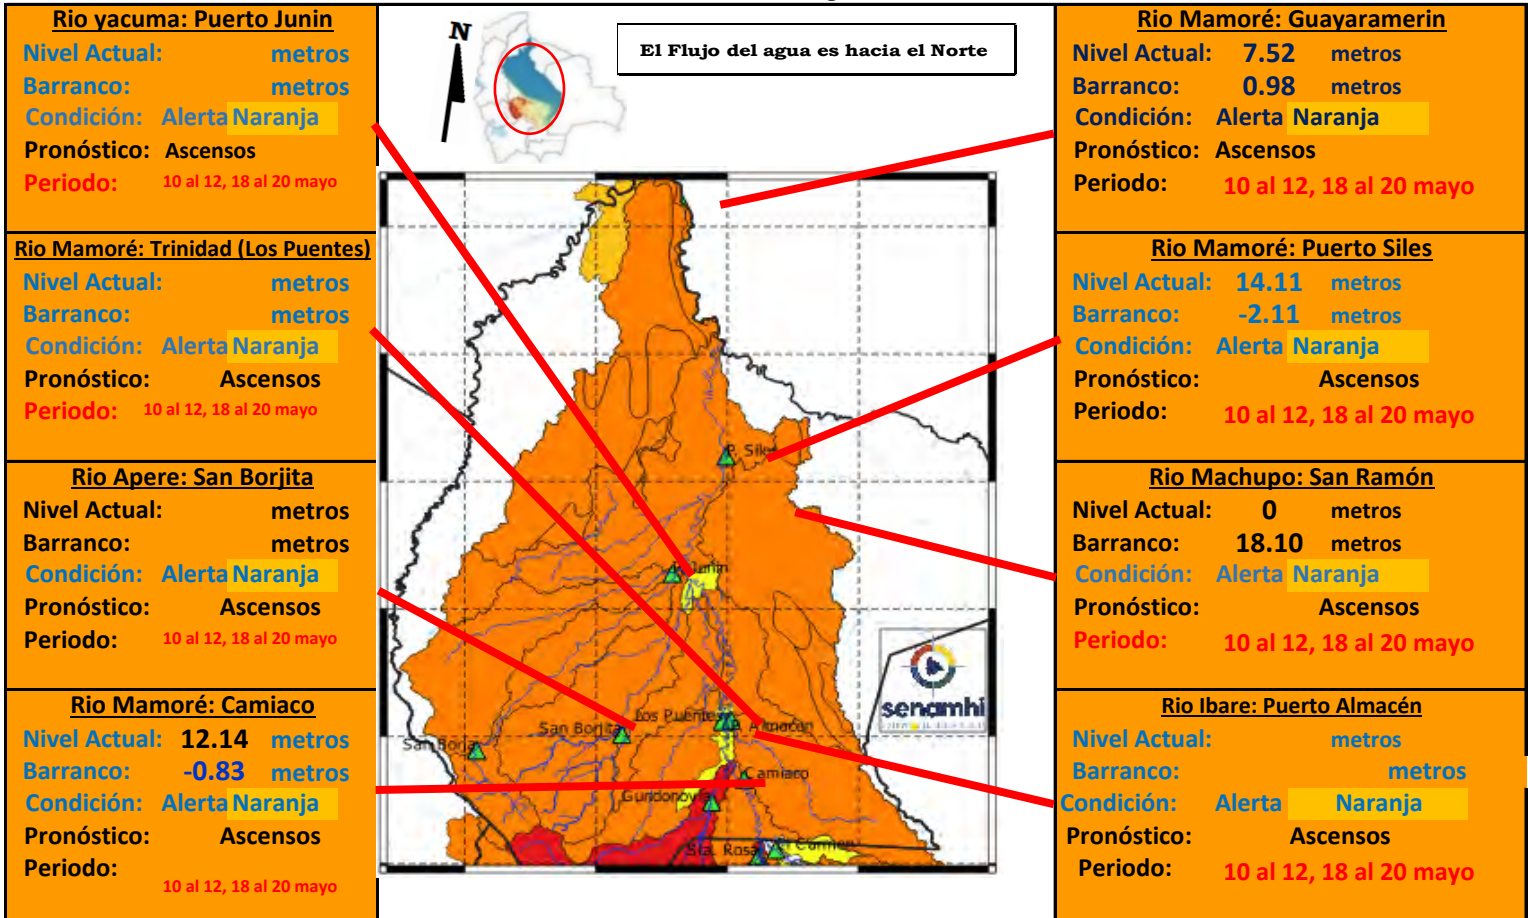 Rio yacuma: Puerto Junin
Nivel Actual: metros
Barranco: metros
Condición: Alerta Naranja
Pronóstico: Ascensos
Periodo: 10 al 12, 18 al 20 mayo
Rio Mamoré: Trinidad (Los Puentes)
Nivel Actual: metros
Barranco: metros
Condición: Alerta Naranja
Pronóstico: Ascensos
Periodo: 10 al 12, 18 al 20 mayo
Rio Apere: San Borjita
Nivel Actual: metros
Barranco: metros
Condición: Alerta Naranja
Pronóstico: Ascensos
Periodo: 10 al 12, 18 al 20 mayo
Rio Mamoré: Camiaco
Nivel Actual: 12.14 metros
Barranco: -0.83 metros
Condición: Alerta Naranja
Pronóstico: Ascensos
Periodo:
10 al 12, 18 al 20 mayo
N
El Flujo del agua es hacia el Norte
P. Siles
Junin
senamhi
Los Puentes
P. Almacén
San Borjita
San Borja
Camiaco
Gundonovia
Sta. Rosa
El Carmen
Rio Mamoré: Guayaramerin
Nivel Actual: 7.52 metros
Barranco: 0.98 metros
Condición: Alerta Naranja
Pronóstico: Ascensos
Periodo: 10 al 12, 18 al 20 mayo
Rio Mamoré: Puerto Siles
Nivel Actual: 14.11 metros
Barranco: -2.11 metros
Condición: Alerta Naranja
Pronóstico: Ascensos
Periodo: 10 al 12, 18 al 20 mayo
Rio Machupo: San Ramón
Nivel Actual: 0 metros
Barranco: 18.10 metros
Condición: Alerta Naranja
Pronóstico: Ascensos
Periodo: 10 al 12, 18 al 20 mayo
Rio Ibare: Puerto Almacén
Nivel Actual: metros
Barranco: metros
Condición: Alerta Naranja
Pronóstico: Ascensos
Periodo: 10 al 12, 18 al 20 mayo